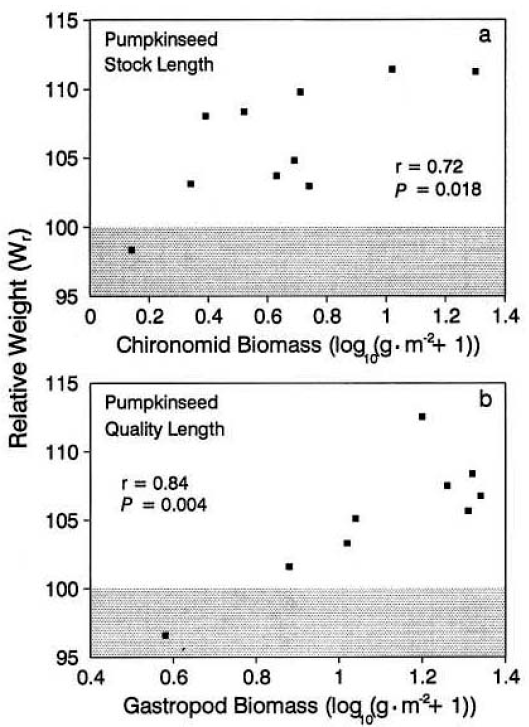 115
110
105
100
95
Pumpkinseed
Stock Length
a
r = 0.72
P = 0.018
0 0.2 0.4 0.6 0.8 1 1.2 1.4
Chironomid Biomass (log₁₀(g·m⁻²+ 1))
Relative Weight (Wᵣ)
115
110
105
100
95
Pumpkinseed
Quality Length
b
r = 0.84
P = 0.004
0.4 0.6 0.8 1 1.2 1.4
Gastropod Biomass (log₁₀(g·m⁻²+ 1))